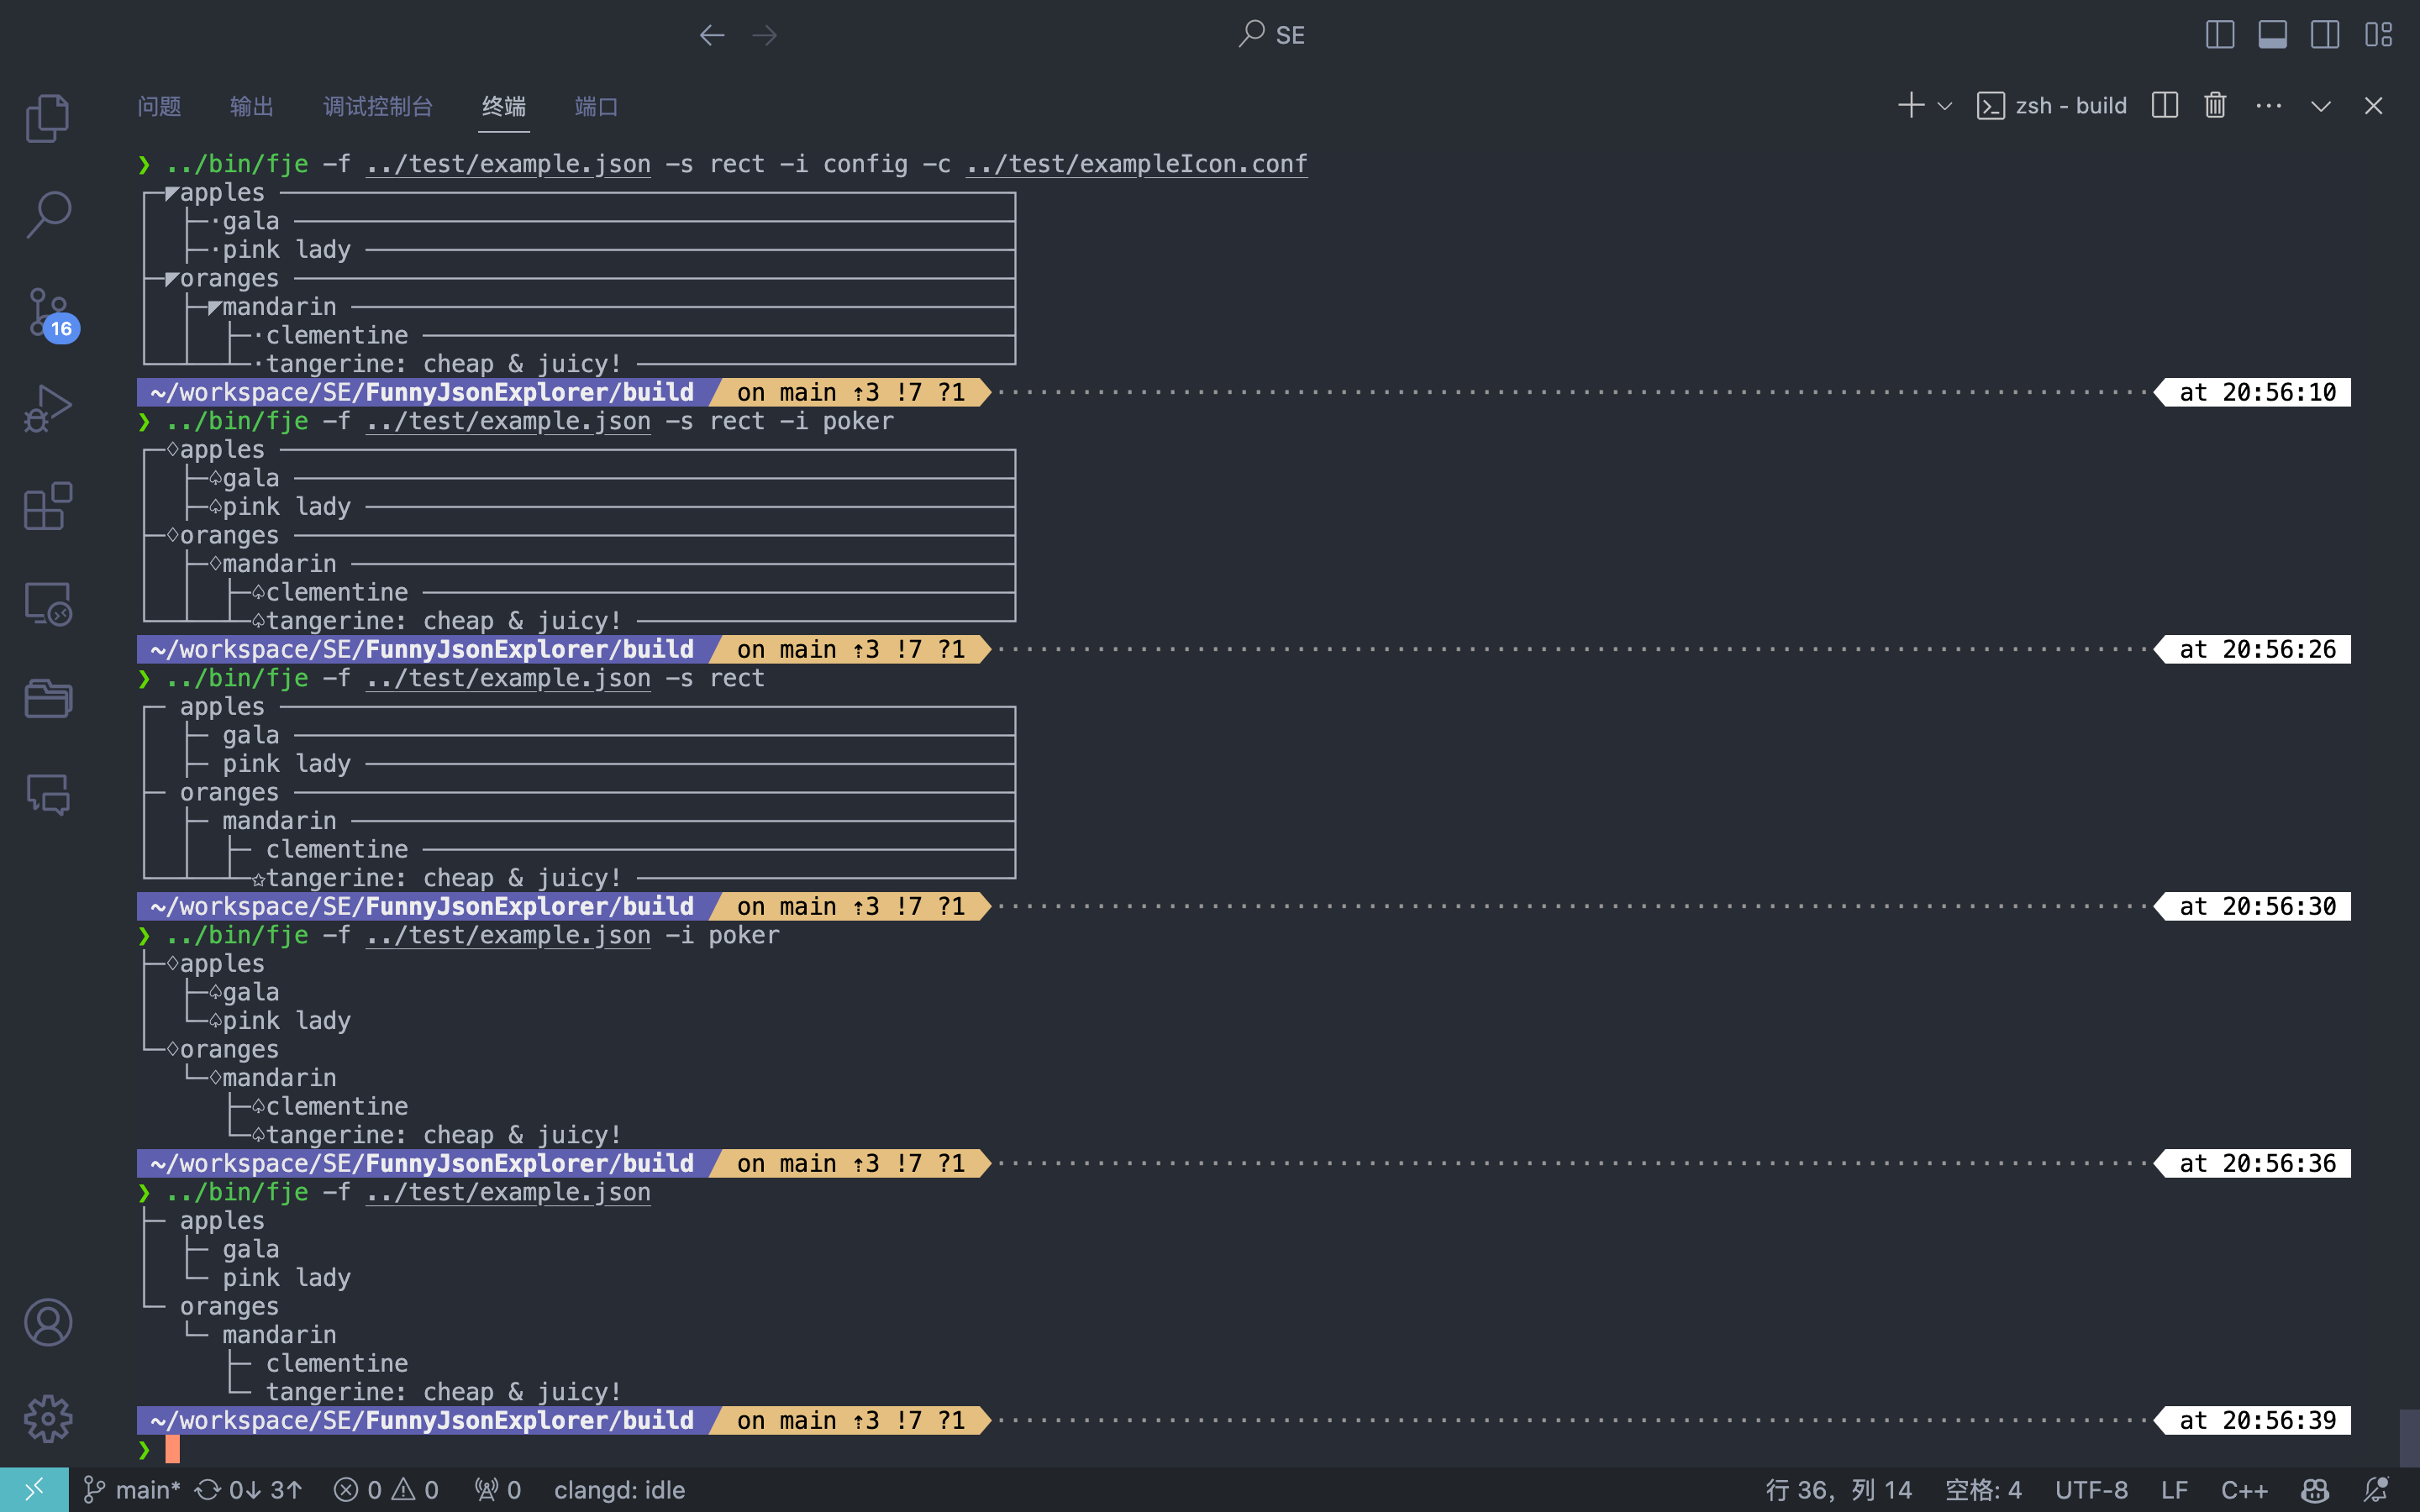 SE
问题 输出 调试控制台 终端 端口 zsh - build
❯ ../bin/fje -f ../test/example.json -s rect -i config -c ../test/exampleIcon.conf
┌─◤apples ───────────────────────────────────────────────────┐
│  ├─·gala ──────────────────────────────────────────────────┤
│  ├─·pink lady ─────────────────────────────────────────────┤
├─◤oranges ──────────────────────────────────────────────────┤
│  ├─◤mandarin ──────────────────────────────────────────────┤
│  │  ├─·clementine ─────────────────────────────────────────┤
└──┴──┴─·tangerine: cheap & juicy! ──────────────────────────┘
~/workspace/SE/FunnyJsonExplorer/build on main ⇡3 !7 ?1 at 20:56:10
❯ ../bin/fje -f ../test/example.json -s rect -i poker
┌─♢apples ───────────────────────────────────────────────────┐
│  ├─♤gala ──────────────────────────────────────────────────┤
│  ├─♤pink lady ─────────────────────────────────────────────┤
├─♢oranges ──────────────────────────────────────────────────┤
│  ├─♢mandarin ──────────────────────────────────────────────┤
│  │  ├─♤clementine ─────────────────────────────────────────┤
└──┴──┴─♤tangerine: cheap & juicy! ──────────────────────────┘
~/workspace/SE/FunnyJsonExplorer/build on main ⇡3 !7 ?1 at 20:56:26
❯ ../bin/fje -f ../test/example.json -s rect
┌─ apples ───────────────────────────────────────────────────┐
│  ├─ gala ──────────────────────────────────────────────────┤
│  ├─ pink lady ─────────────────────────────────────────────┤
├─ oranges ──────────────────────────────────────────────────┤
│  ├─ mandarin ──────────────────────────────────────────────┤
│  │  ├─ clementine ─────────────────────────────────────────┤
└──┴──┴─✩tangerine: cheap & juicy! ──────────────────────────┘
~/workspace/SE/FunnyJsonExplorer/build on main ⇡3 !7 ?1 at 20:56:30
❯ ../bin/fje -f ../test/example.json -i poker
├─♢apples
│  ├─♤gala
│  └─♤pink lady
└─♢oranges
   └─♢mandarin
      ├─♤clementine
      └─♤tangerine: cheap & juicy!
~/workspace/SE/FunnyJsonExplorer/build on main ⇡3 !7 ?1 at 20:56:36
❯ ../bin/fje -f ../test/example.json
├─ apples
│  ├─ gala
│  └─ pink lady
└─ oranges
   └─ mandarin
      ├─ clementine
      └─ tangerine: cheap & juicy!
~/workspace/SE/FunnyJsonExplorer/build on main ⇡3 !7 ?1 at 20:56:39
❯
16
main* 0↓ 3↑ 0 0 0 clangd: idle 行 36，列 14 空格: 4 UTF-8 LF C++